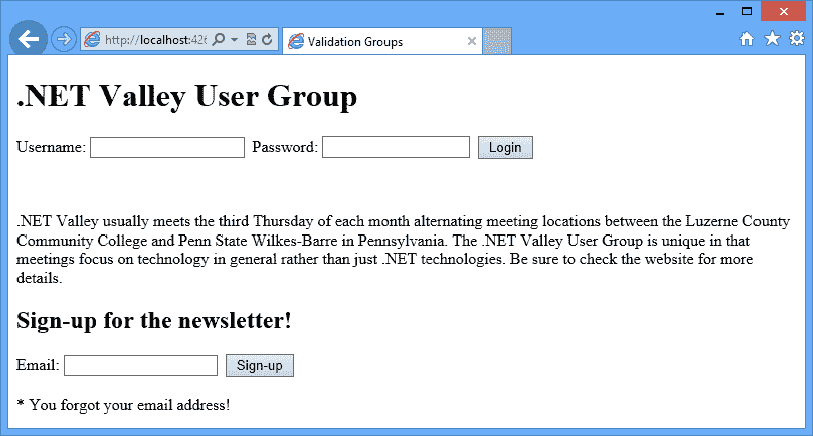 http://localhost:426
Validation Groups
.NET Valley User Group
Username: Password: Login
.NET Valley usually meets the third Thursday of each month alternating meeting locations between the Luzerne County
Community College and Penn State Wilkes-Barre in Pennsylvania. The .NET Valley User Group is unique in that
meetings focus on technology in general rather than just .NET technologies. Be sure to check the website for more
details.
Sign-up for the newsletter!
Email: Sign-up
* You forgot your email address!